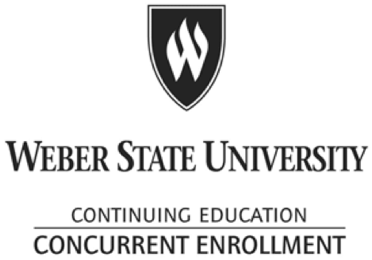 WEBER STATE UNIVERSITY
CONTINUING EDUCATION
CONCURRENT ENROLLMENT